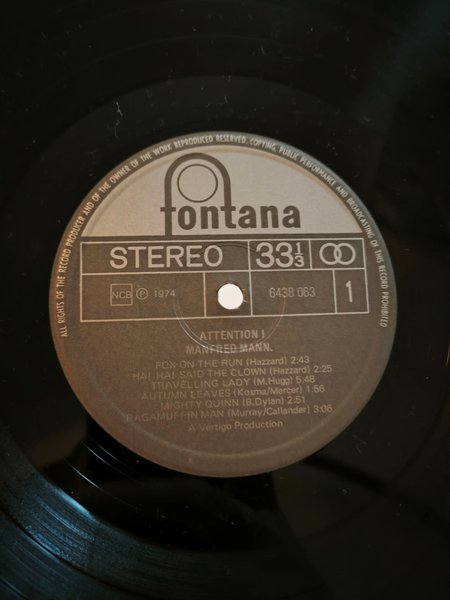 ALL RIGHTS OF THE RECORD PRODUCER AND OF THE OWNER OF THE WORK REPRODUCED RESERVED. COPYING, PUBLIC PERFORMANCE AND BROADCASTING OF THIS RECORD PROHIBITED
fontana
STEREO 33⅓
NCB Ⓟ 1974 6438 063 1
ATTENTION!
MANFRED MANN.
FOX ON THE RUN (Hazzard) 2:43
HA! HA! SAID THE CLOWN (Hazzard) 2:25
TRAVELLING LADY (M.Hugg) 5:48
AUTUMN LEAVES (Kosma/Mercer) 1:56
MIGHTY QUINN (B.Dylan) 2:51
RAGAMUFFIN MAN (Murray/Callander) 3:06
A Vertigo Production